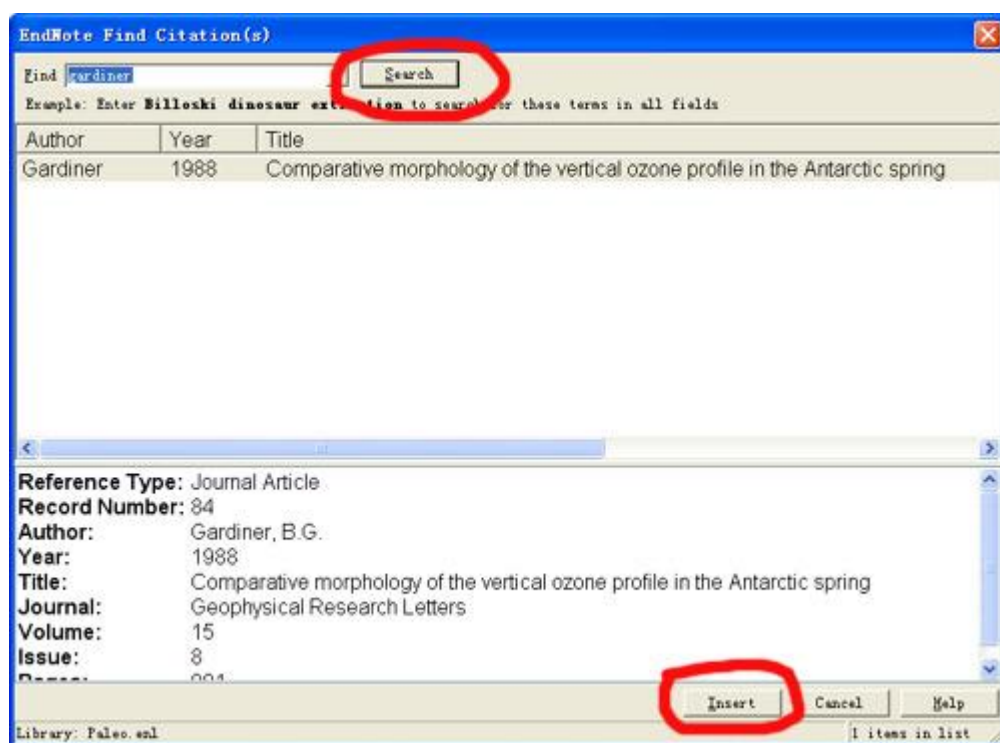 EndNote Find Citation(s)
Find gardiner Search
Example: Enter Billoski dinosaur extinction to search for these terms in all fields
Author Year Title
Gardiner 1988 Comparative morphology of the vertical ozone profile in the Antarctic spring
Reference Type: Journal Article
Record Number: 84
Author: Gardiner, B.G.
Year: 1988
Title: Comparative morphology of the vertical ozone profile in the Antarctic spring
Journal: Geophysical Research Letters
Volume: 15
Issue: 8
Insert Cancel Help
Library: Paleo.enl 1 items in list